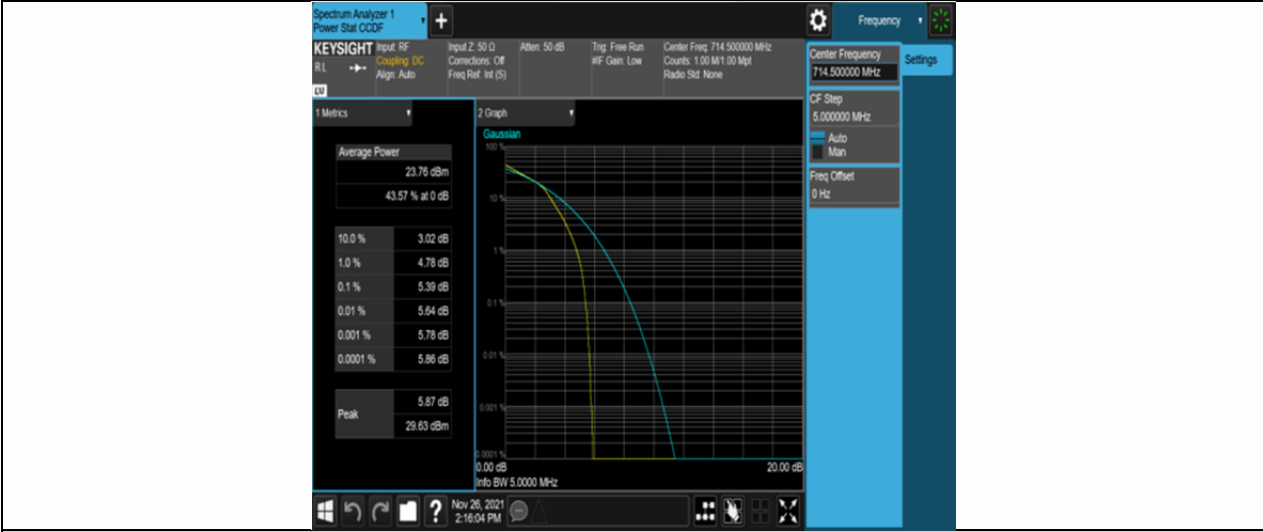 Spectrum Analyzer 1
Power Stat CCDF
+
Frequency
KEYSIGHT
Input: RF
Coupling: DC
Align: Auto
RL
LXI
Input Z: 50 Ω
Corrections: Off
Freq Ref: Int (S)
Atten: 50 dB
Trig: Free Run
#IF Gain: Low
Center Freq: 714.500000 MHz
Counts: 1.00 M/1.00 Mpt
Radio Std: None
Center Frequency
714.500000 MHz
Settings
CF Step
5.000000 MHz
Auto
Man
Freq Offset
0 Hz
1 Metrics
Average Power
23.76 dBm
43.57 % at 0 dB
10.0 % 3.02 dB
1.0 % 4.78 dB
0.1 % 5.39 dB
0.01 % 5.64 dB
0.001 % 5.78 dB
0.0001 % 5.86 dB
Peak
5.87 dB
29.63 dBm
2 Graph
Gaussian
100 %
10 %
1 %
0.1 %
0.01 %
0.001 %
0.0001 %
0.00 dB
20.00 dB
Info BW 5.0000 MHz
?
Nov 26, 2021
2:16:04 PM